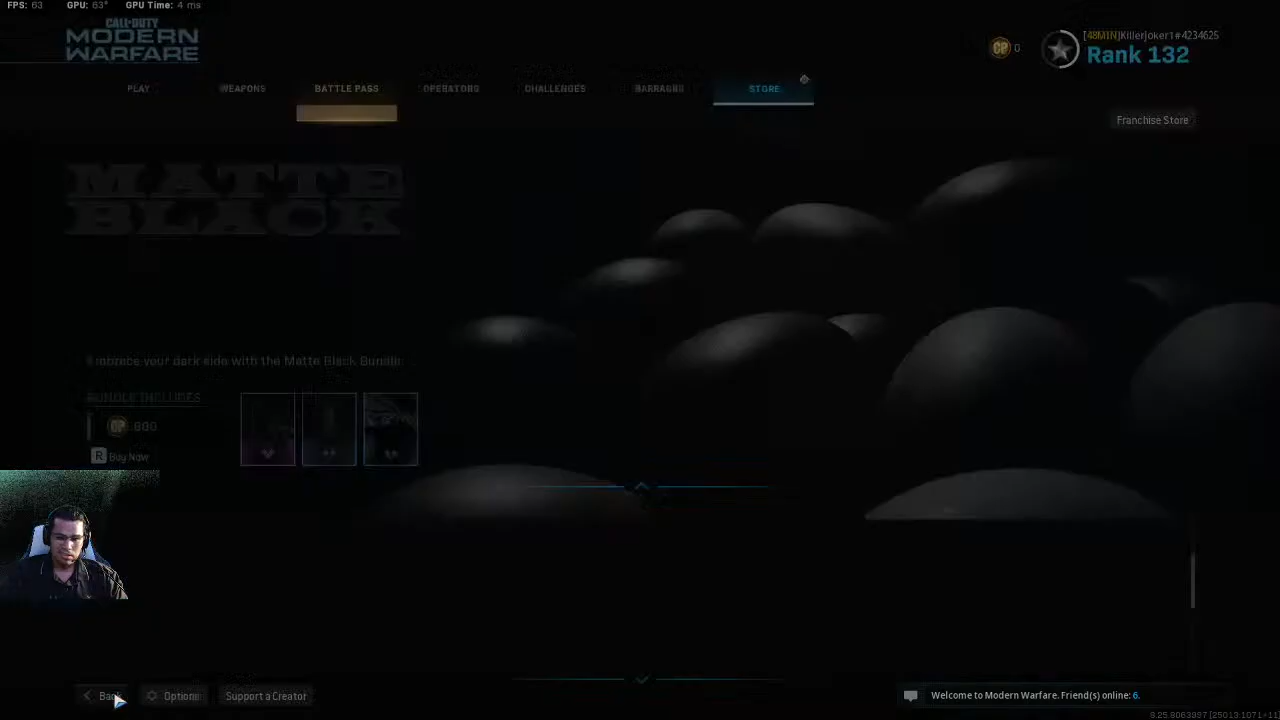 FPS: 63 GPU: 63° GPU Time: 4 ms
CALL·DUTY
MODERN
WARFARE
CP 0
[48MIN]KillerJoker1#4234625
Rank 132
PLAY WEAPONS BATTLE PASS OPERATORS CHALLENGES BARRACKS STORE
Franchise Store
MATTE
BLACK
Embrace your dark side with the Matte Black Bundle.
BUNDLE INCLUDES
CP 800
R Buy Now
Back Options Support a Creator
Welcome to Modern Warfare. Friend(s) online: 6.